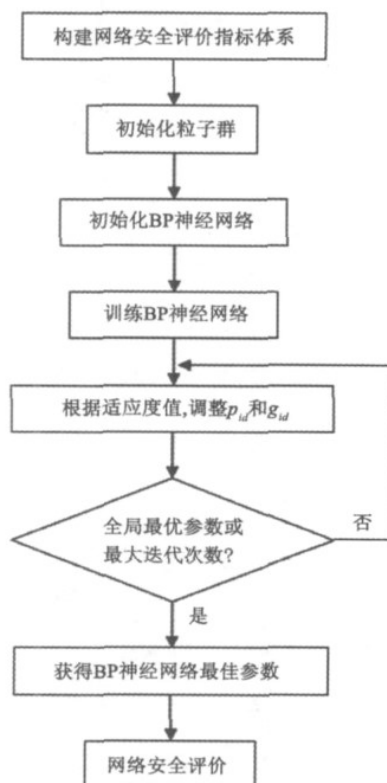 构建网络安全评价指标体系
初始化粒子群
初始化BP神经网络
训练BP神经网络
根据适应度值,调整p_id和g_id
全局最优参数或
最大迭代次数?
否
是
获得BP神经网络最佳参数
网络安全评价